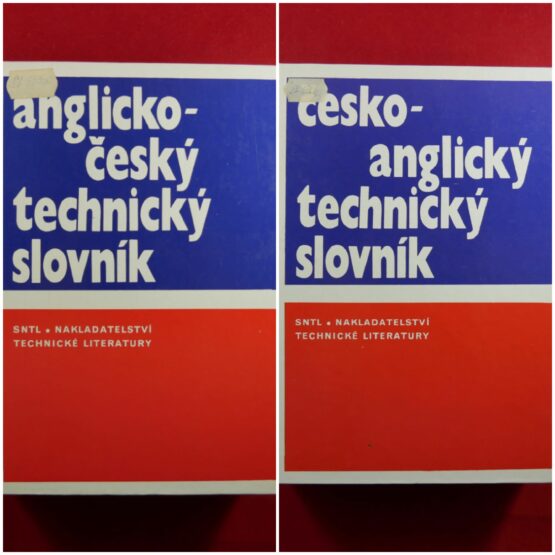 anglicko-
český
technický
slovník
SNTL • NAKLADATELSTVÍ
TECHNICKÉ LITERATURY
česko-
anglický
technický
slovník
SNTL • NAKLADATELSTVÍ
TECHNICKÉ LITERATURY